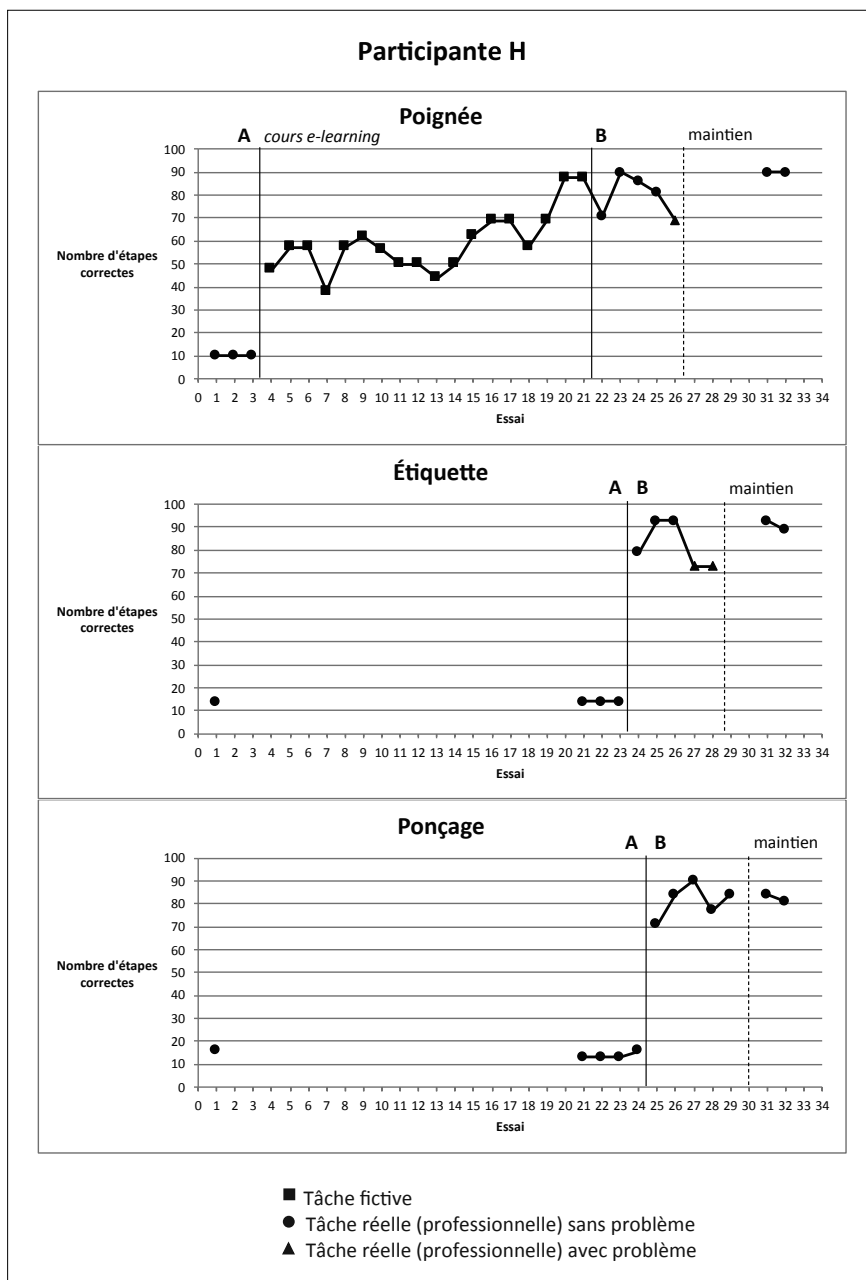 Participante H
Poignée
A cours e-learning B maintien
100
90
80
70
60
50
40
30
20
10
0
Nombre d'étapes
correctes
0 1 2 3 4 5 6 7 8 9 10 11 12 13 14 15 16 17 18 19 20 21 22 23 24 25 26 27 28 29 30 31 32 33 34
Essai
Étiquette
A B maintien
100
90
80
70
60
50
40
30
20
10
0
Nombre d'étapes
correctes
0 1 2 3 4 5 6 7 8 9 10 11 12 13 14 15 16 17 18 19 20 21 22 23 24 25 26 27 28 29 30 31 32 33 34
Essai
Ponçage
A B maintien
100
90
80
70
60
50
40
30
20
10
0
Nombre d'étapes
correctes
0 1 2 3 4 5 6 7 8 9 10 11 12 13 14 15 16 17 18 19 20 21 22 23 24 25 26 27 28 29 30 31 32 33 34
Essai
Tâche fictive
Tâche réelle (professionnelle) sans problème
Tâche réelle (professionnelle) avec problème